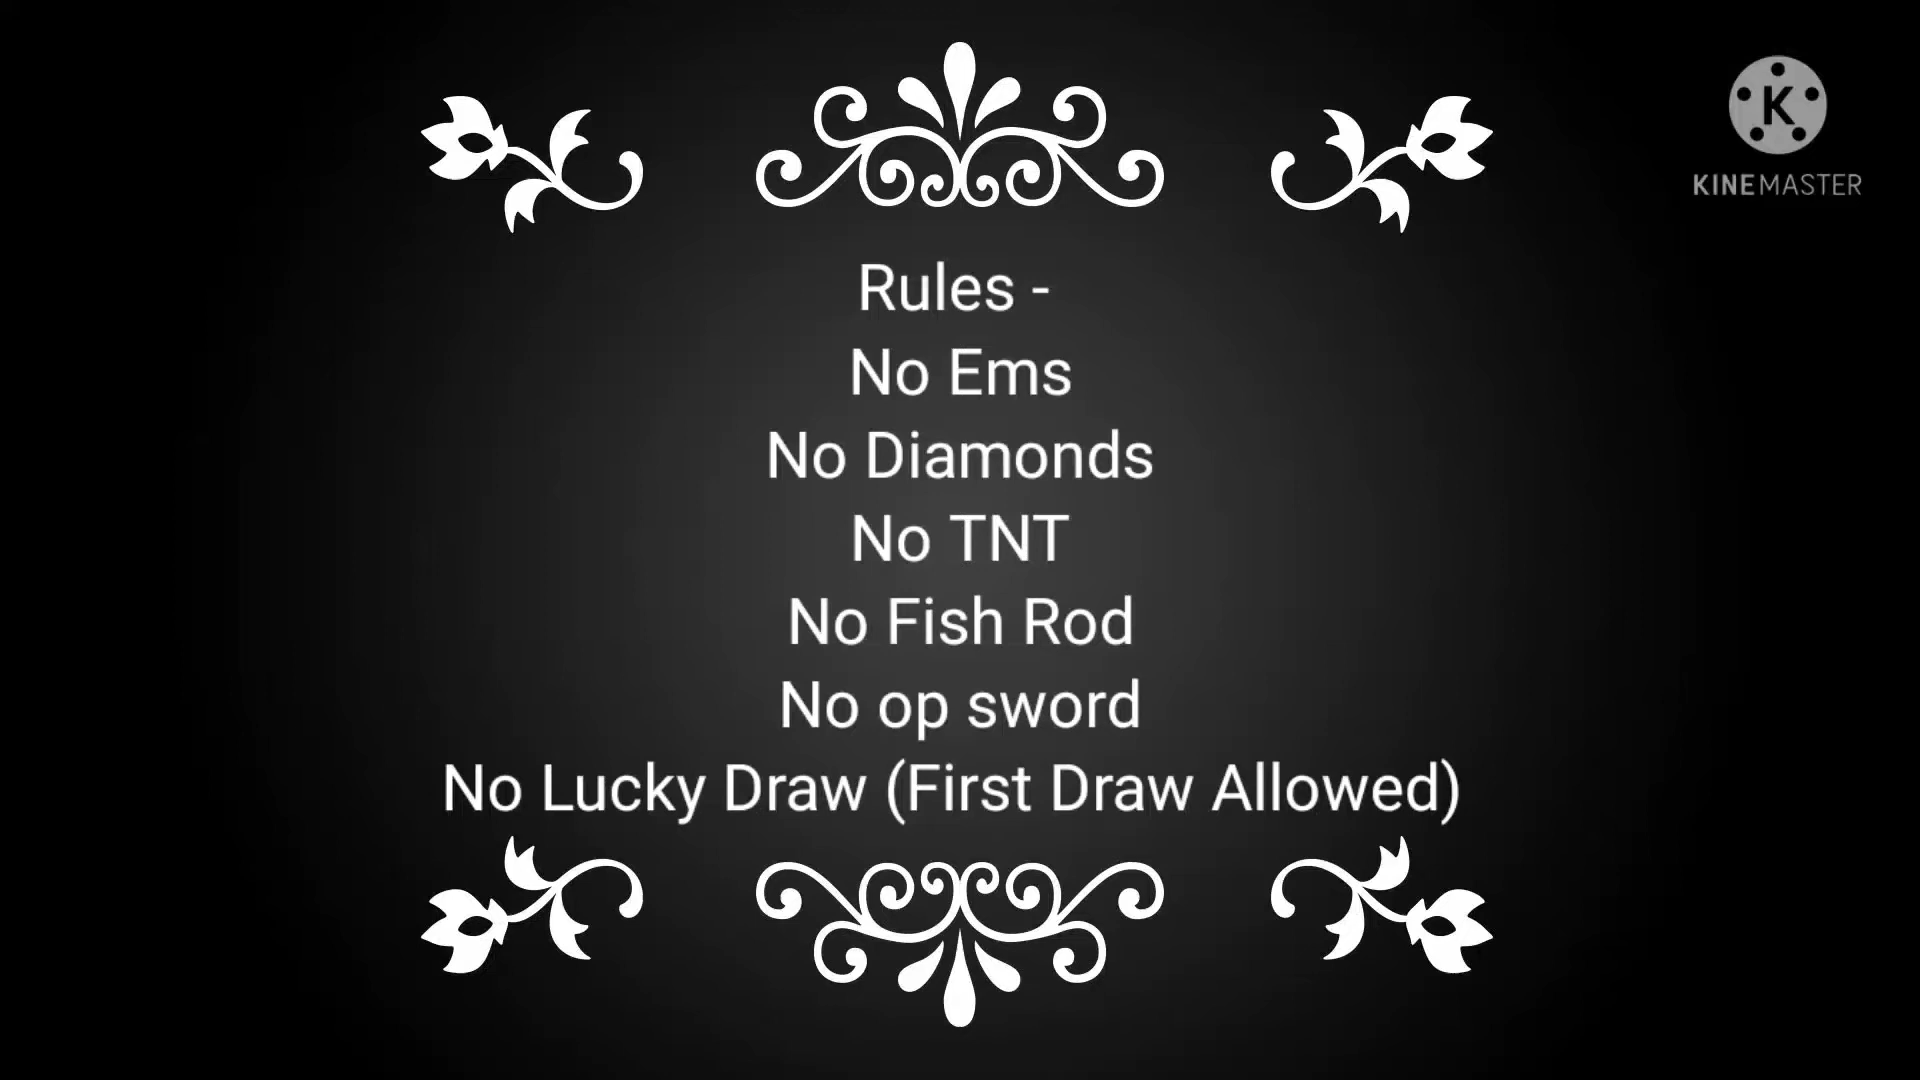 K
KINEMASTER
Rules -
No Ems
No Diamonds
No TNT
No Fish Rod
No op sword
No Lucky Draw (First Draw Allowed)